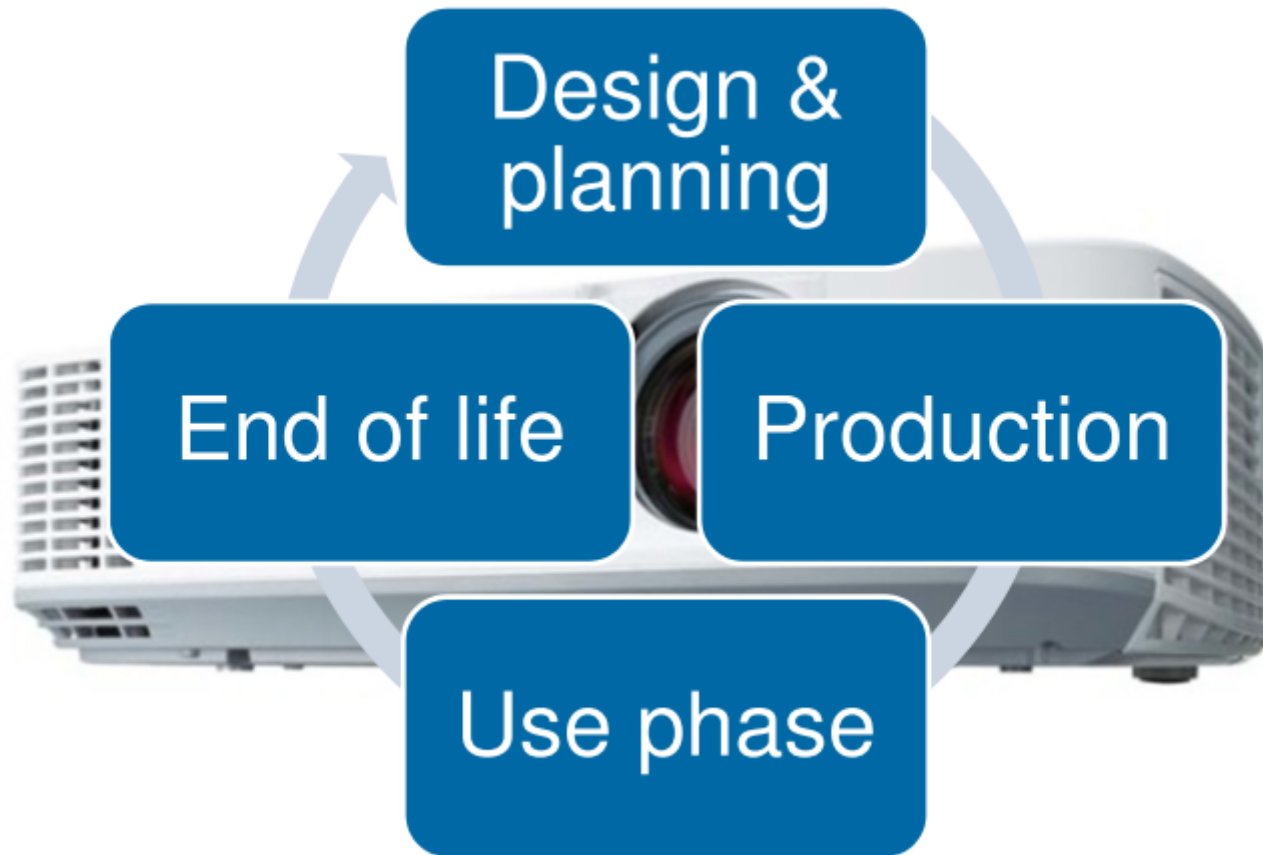 Design &
planning
End of life
Production
Use phase